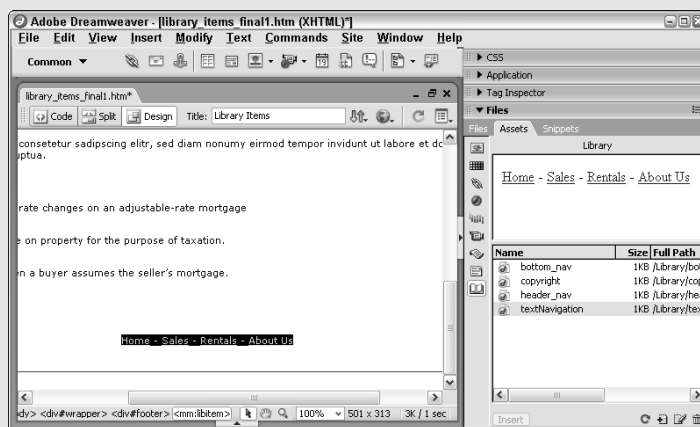 Adobe Dreamweaver - [library_items_final1.htm (XHTML)*]
File Edit View Insert Modify Text Commands Site Window Help
Common
library_items_final1.htm*
Code Split Design Title: Library Items
consetetur sadipscing elitr, sed diam nonumy eirmod tempor invidunt ut labore et do
uptua.
rate changes on an adjustable-rate mortgage
e on property for the purpose of taxation.
n a buyer assumes the seller's mortgage.
Home - Sales - Rentals - About Us
dy> <div#wrapper> <div#footer> <mm:libitem> 100% 501 x 313 3K / 1 sec
CSS
Application
Tag Inspector
Files
Files Assets Snippets
Library
Home - Sales - Rentals - About Us
Name Size Full Path
bottom_nav 1KB /Library/bot
copyright 1KB /Library/cop
header_nav 1KB /Library/hea
textNavigation 1KB /Library/tex
Insert